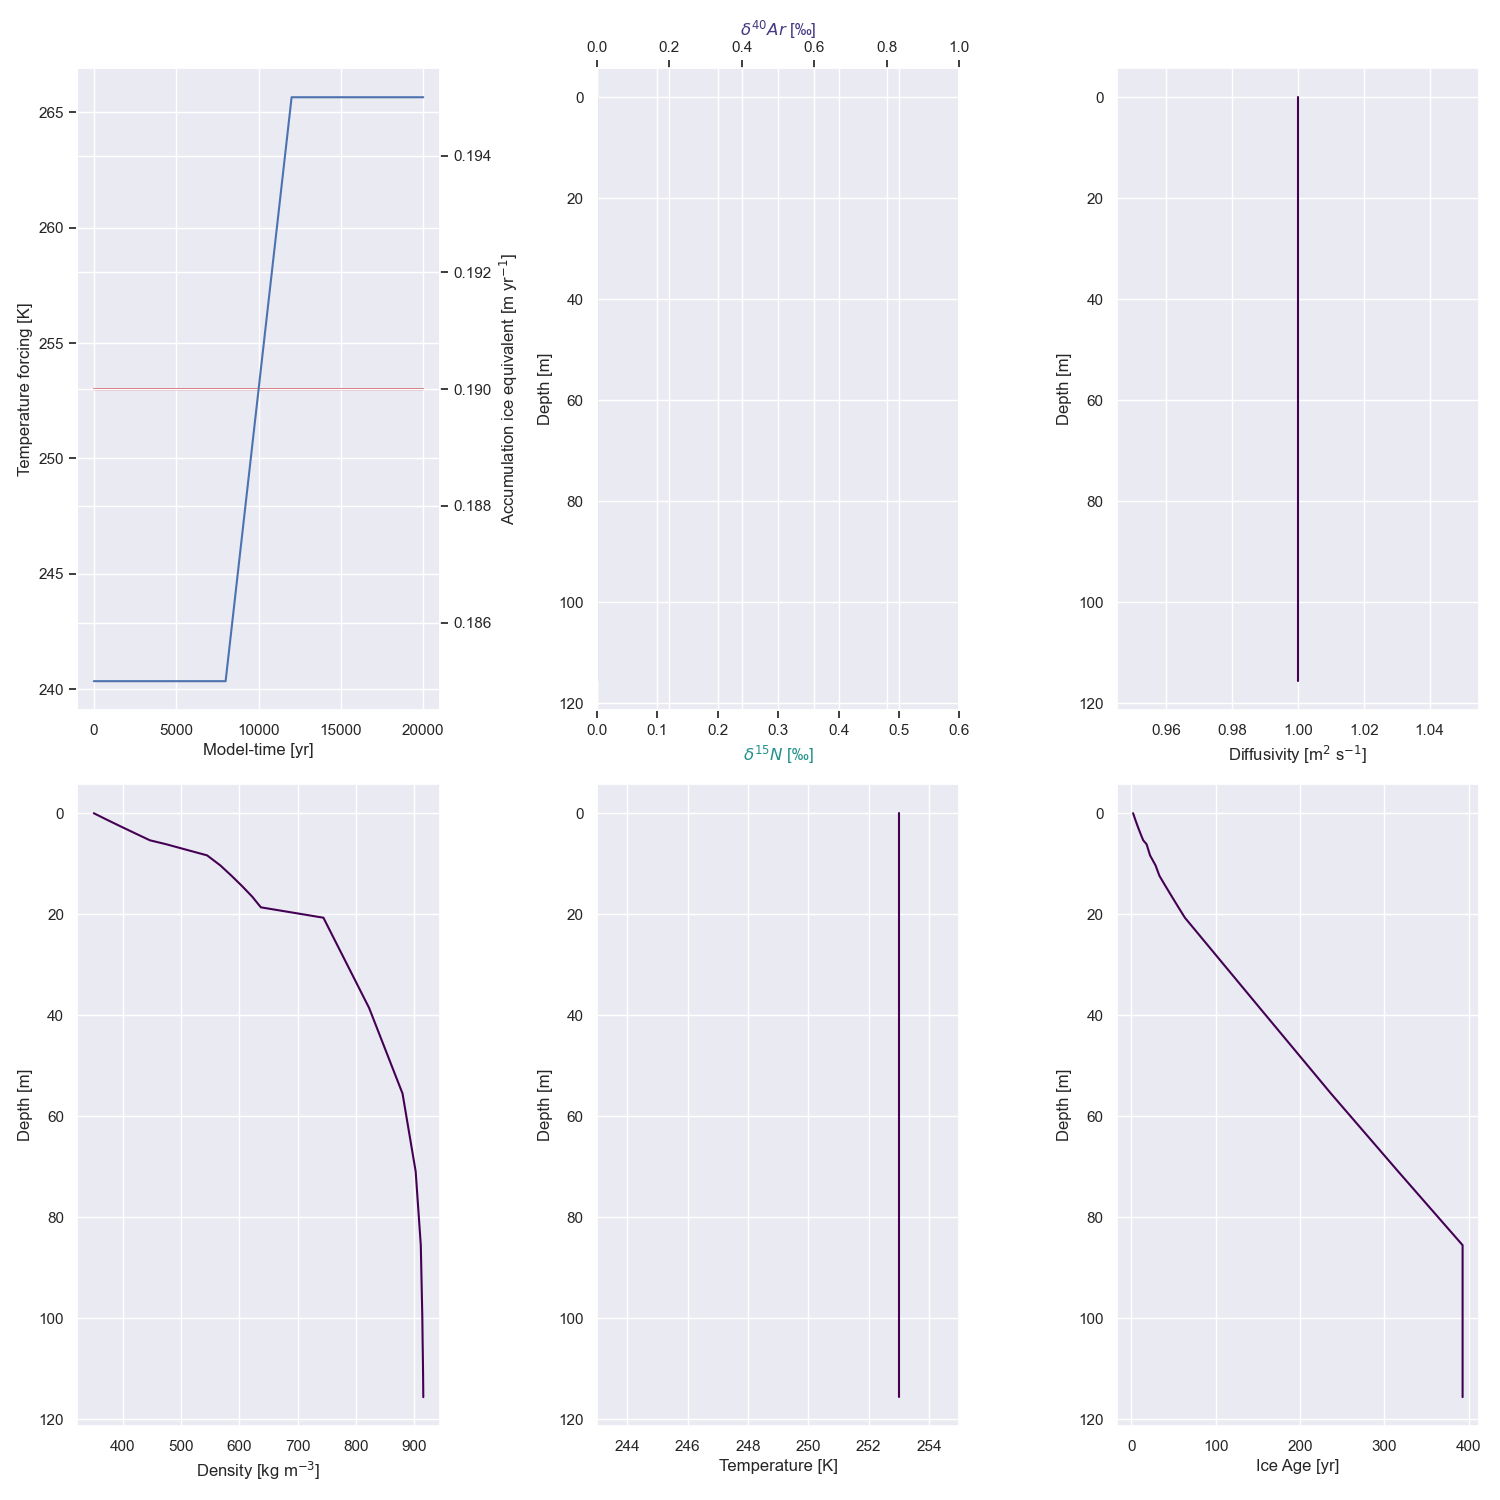 δ⁴⁰Ar [‰]
0.0 0.2 0.4 0.6 0.8 1.0
265
260
255
250
245
240
Temperature forcing [K]
0.194
0.192
0.190
0.188
0.186
Accumulation ice equivalent [m yr⁻¹]
0 5000 10000 15000 20000
Model-time [yr]
0
20
40
60
80
100
120
Depth [m]
0.0 0.1 0.2 0.3 0.4 0.5 0.6
δ¹⁵N [‰]
0
20
40
60
80
100
120
Depth [m]
0.96 0.98 1.00 1.02 1.04
Diffusivity [m² s⁻¹]
0
20
40
60
80
100
120
Depth [m]
400 500 600 700 800 900
Density [kg m⁻³]
0
20
40
60
80
100
120
Depth [m]
244 246 248 250 252 254
Temperature [K]
0
20
40
60
80
100
120
Depth [m]
0 100 200 300 400
Ice Age [yr]